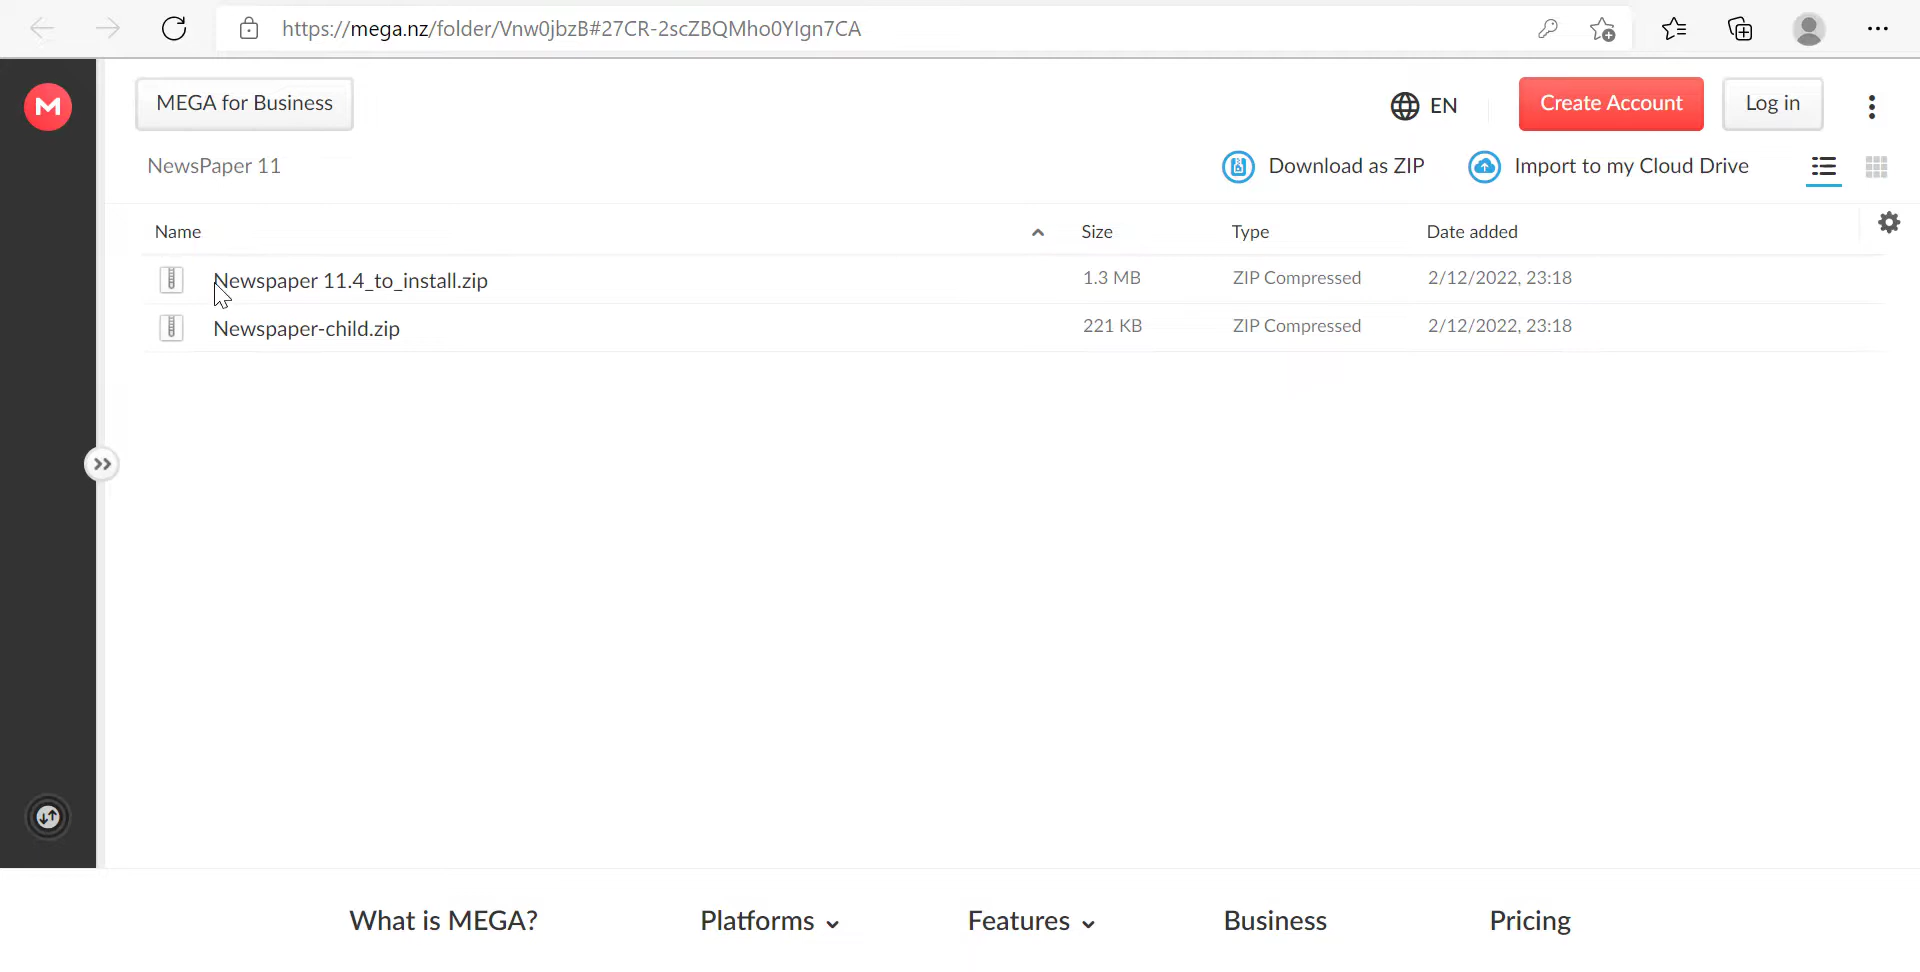 https://mega.nz/folder/Vnw0jbzB#27CR-2scZBQMho0YIgn7CA
M
MEGA for Business
EN
Create Account
Log in
NewsPaper 11
Download as ZIP
Import to my Cloud Drive
Name Size Type Date added
Newspaper 11.4_to_install.zip 1.3 MB ZIP Compressed 2/12/2022, 23:18
Newspaper-child.zip 221 KB ZIP Compressed 2/12/2022, 23:18
What is MEGA? Platforms Features Business Pricing